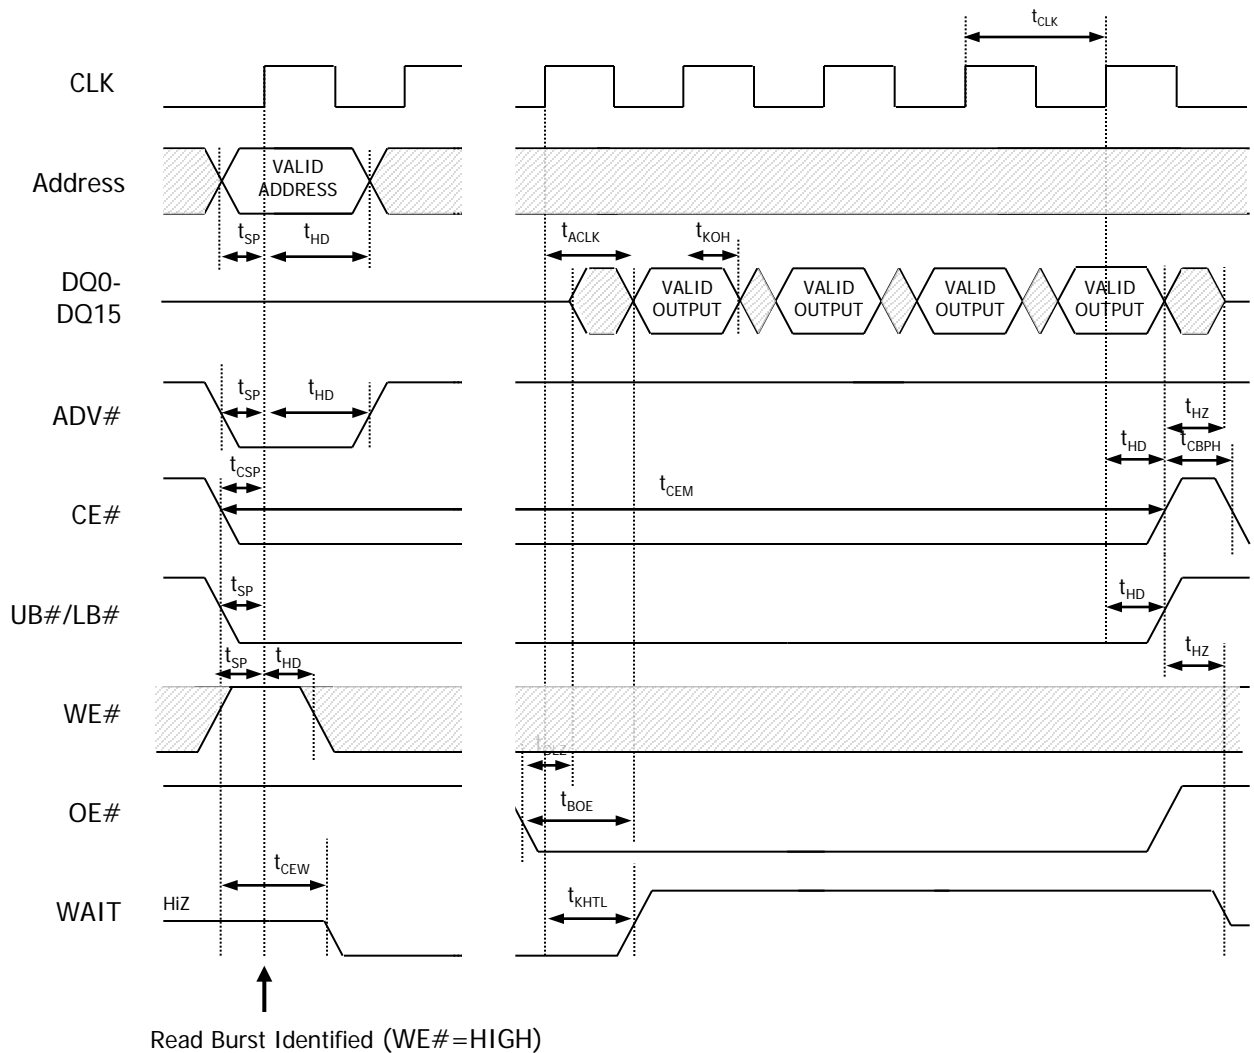 tCLK
CLK
Address
VALID
ADDRESS
tSP
tHD
tACLK
tKOH
DQ0-
DQ15
VALID
OUTPUT
VALID
OUTPUT
VALID
OUTPUT
VALID
OUTPUT
ADV#
tSP
tHD
tHZ
tHD
tCBPH
CE#
tCSP
tCEM
UB#/LB#
tSP
tHD
tSP
tHD
tHZ
WE#
OE#
tBOE
tCEW
WAIT
HiZ
tKHTL
Read Burst Identified (WE#=HIGH)